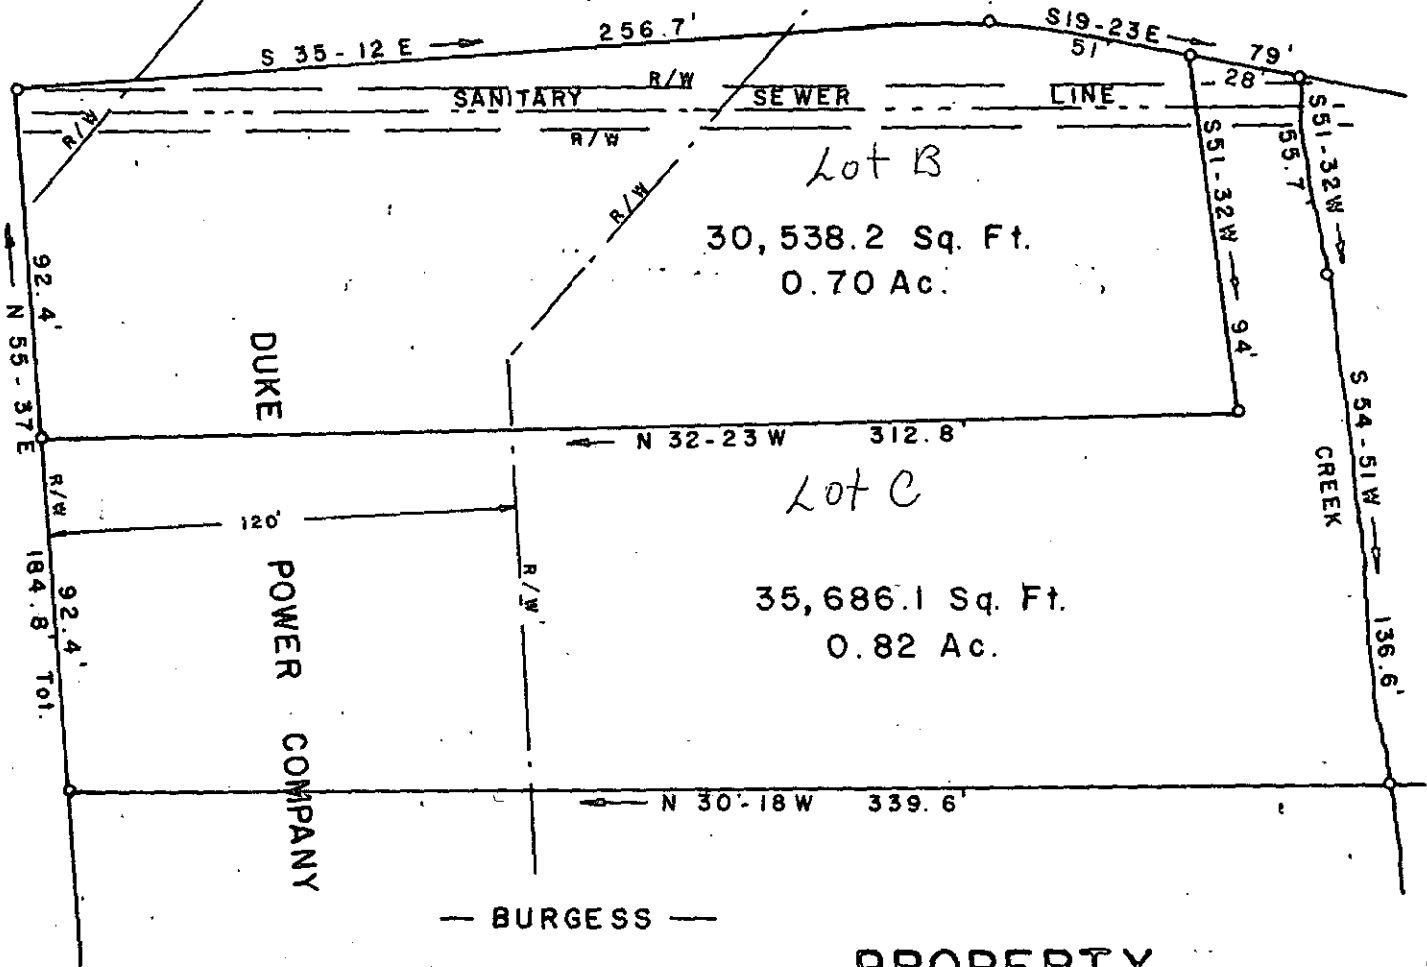 S 35-12 E
256.7'
S19-23E
51'
79'
28'
R/W
SANITARY SEWER LINE
R/W
R/W
R/W
Lot B
30,538.2 Sq. Ft.
0.70 Ac.
S51-32W
94'
S51-32W
55.7'
92.4'
N 55-37E
DUKE
N 32-23 W 312.8'
Lot C
35,686.1 Sq. Ft.
0.82 Ac.
S 54-51W
136.6'
CREEK
R/W
120'
R/W
184.8' Tot.
92.4'
POWER
COMPANY
N 30-18 W 339.6'
— BURGESS —
PROPERTY